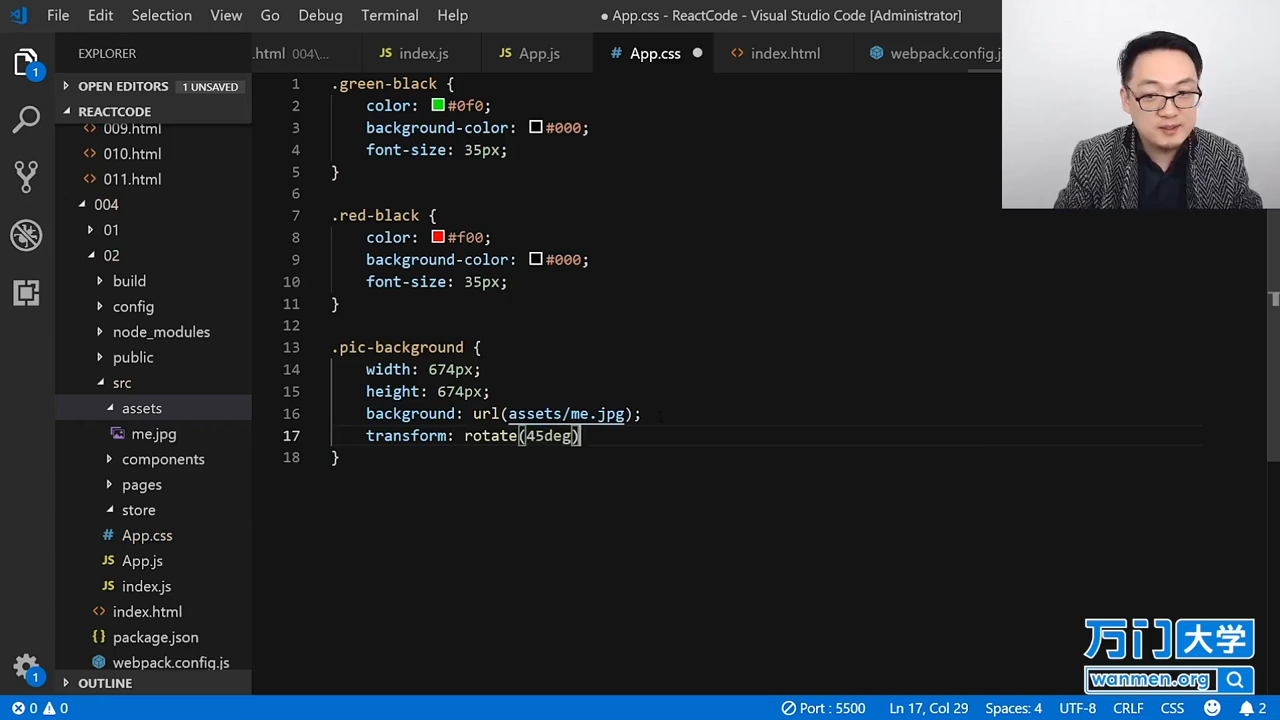 File Edit Selection View Go Debug Terminal Help
● App.css - ReactCode - Visual Studio Code [Administrator]
EXPLORER
.html 004\...
JS index.js
JS App.js
# App.css ●
<> index.html
webpack.config.j
1
OPEN EDITORS 1 UNSAVED
REACTCODE
<> 009.html
<> 010.html
<> 011.html
004
01
02
build
config
node_modules
public
src
assets
me.jpg
components
pages
store
# App.css
JS App.js
JS index.js
<> index.html
{} package.json
webpack.config.js
OUTLINE
1
1 .green-black {
2 color: #0f0;
3 background-color: #000;
4 font-size: 35px;
5 }
6
7 .red-black {
8 color: #f00;
9 background-color: #000;
10 font-size: 35px;
11 }
12
13 .pic-background {
14 width: 674px;
15 height: 674px;
16 background: url(assets/me.jpg);
17 transform: rotate(45deg)
18 }
万门大学
wanmen.org
0 0
Port : 5500
Ln 17, Col 29
Spaces: 4
UTF-8
CRLF
CSS
2